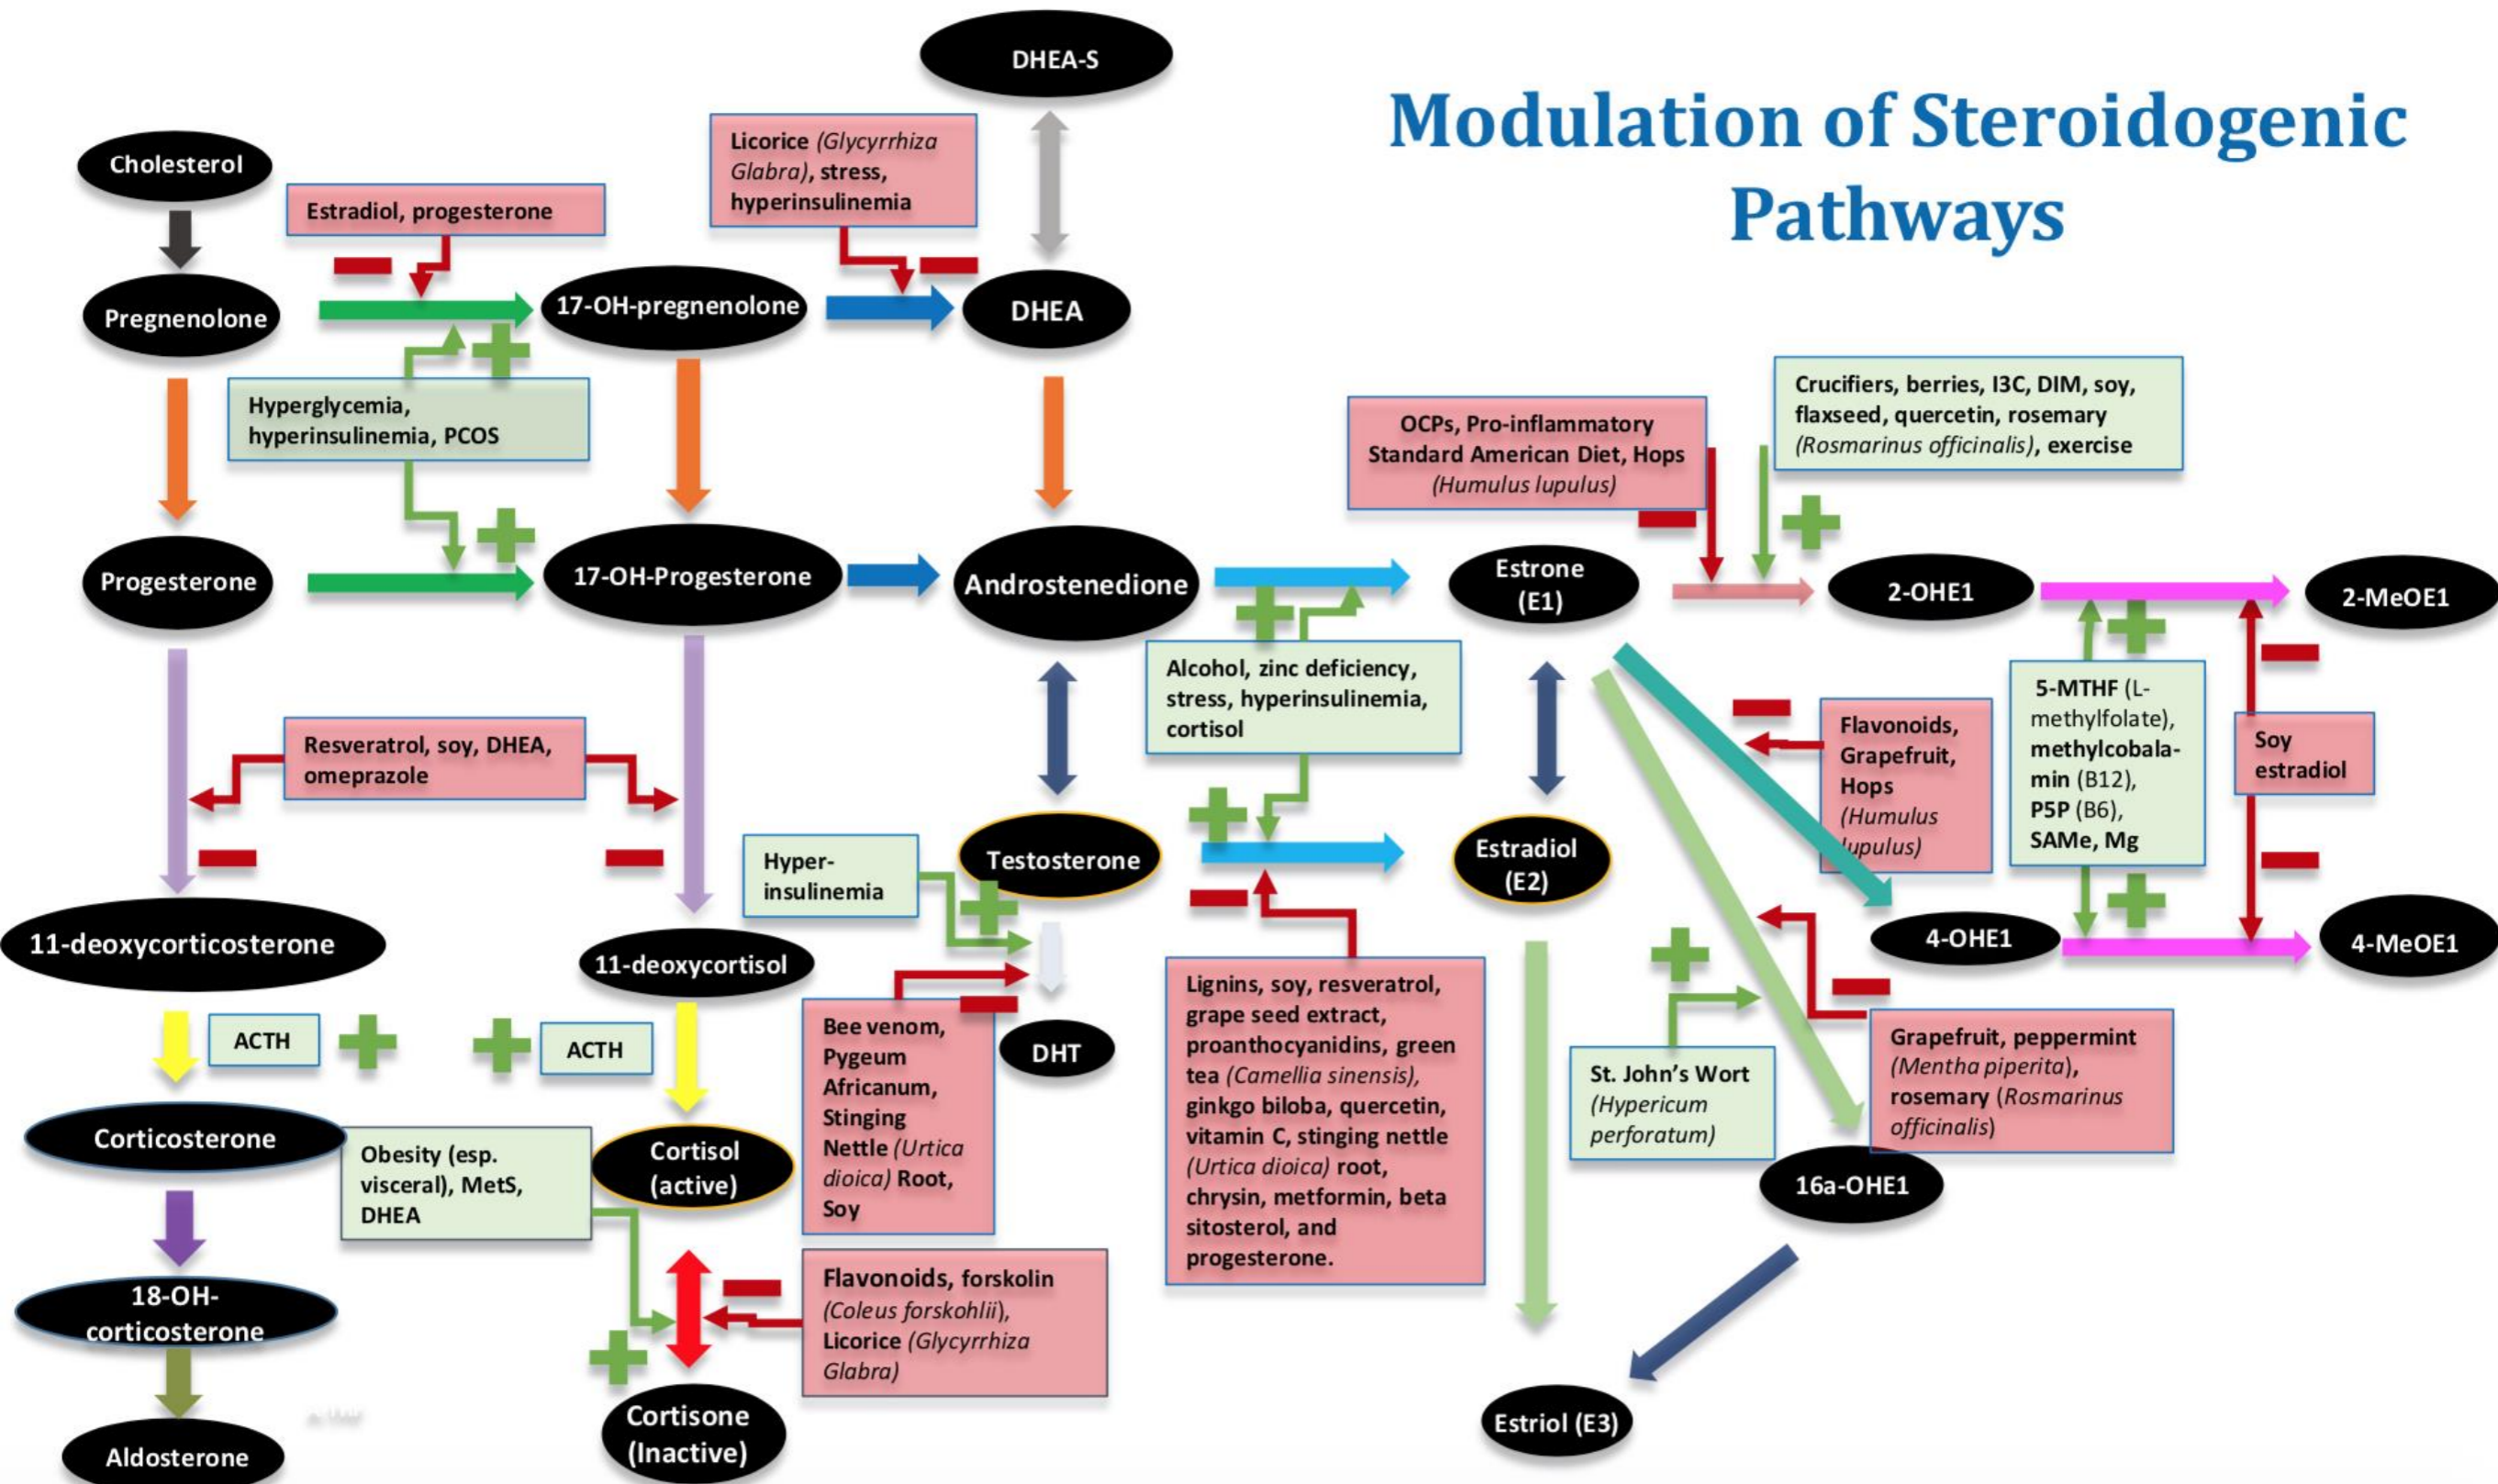 DHEA-S
Modulation of Steroidogenic
Pathways
Cholesterol
Licorice (Glycyrrhiza
Glabra), stress,
hyperinsulinemia
Estradiol, progesterone
Pregnenolone
17-OH-pregnenolone
DHEA
Hyperglycemia,
hyperinsulinemia, PCOS
OCPs, Pro-inflammatory
Standard American Diet, Hops
(Humulus lupulus)
Crucifiers, berries, I3C, DIM, soy,
flaxseed, quercetin, rosemary
(Rosmarinus officinalis), exercise
Progesterone
17-OH-Progesterone
Androstenedione
Estrone
(E1)
2-OHE1
2-MeOE1
Alcohol, zinc deficiency,
stress, hyperinsulinemia,
cortisol
Resveratrol, soy, DHEA,
omeprazole
Flavonoids,
Grapefruit,
Hops
(Humulus
lupulus)
5-MTHF (L-
methylfolate),
methylcobala-
min (B12),
P5P (B6),
SAMe, Mg
Soy
estradiol
Hyper-
insulinemia
Testosterone
Estradiol
(E2)
11-deoxycorticosterone
11-deoxycortisol
4-OHE1
4-MeOE1
ACTH
ACTH
Bee venom,
Pygeum
Africanum,
Stinging
Nettle (Urtica
dioica) Root,
Soy
DHT
Lignins, soy, resveratrol,
grape seed extract,
proanthocyanidins, green
tea (Camellia sinensis),
ginkgo biloba, quercetin,
vitamin C, stinging nettle
(Urtica dioica) root,
chrysin, metformin, beta
sitosterol, and
progesterone.
St. John's Wort
(Hypericum
perforatum)
Grapefruit, peppermint
(Mentha piperita),
rosemary (Rosmarinus
officinalis)
Corticosterone
Obesity (esp.
visceral), MetS,
DHEA
Cortisol
(active)
16a-OHE1
18-OH-
corticosterone
Flavonoids, forskolin
(Coleus forskohlii),
Licorice (Glycyrrhiza
Glabra)
Aldosterone
Cortisone
(Inactive)
Estriol (E3)